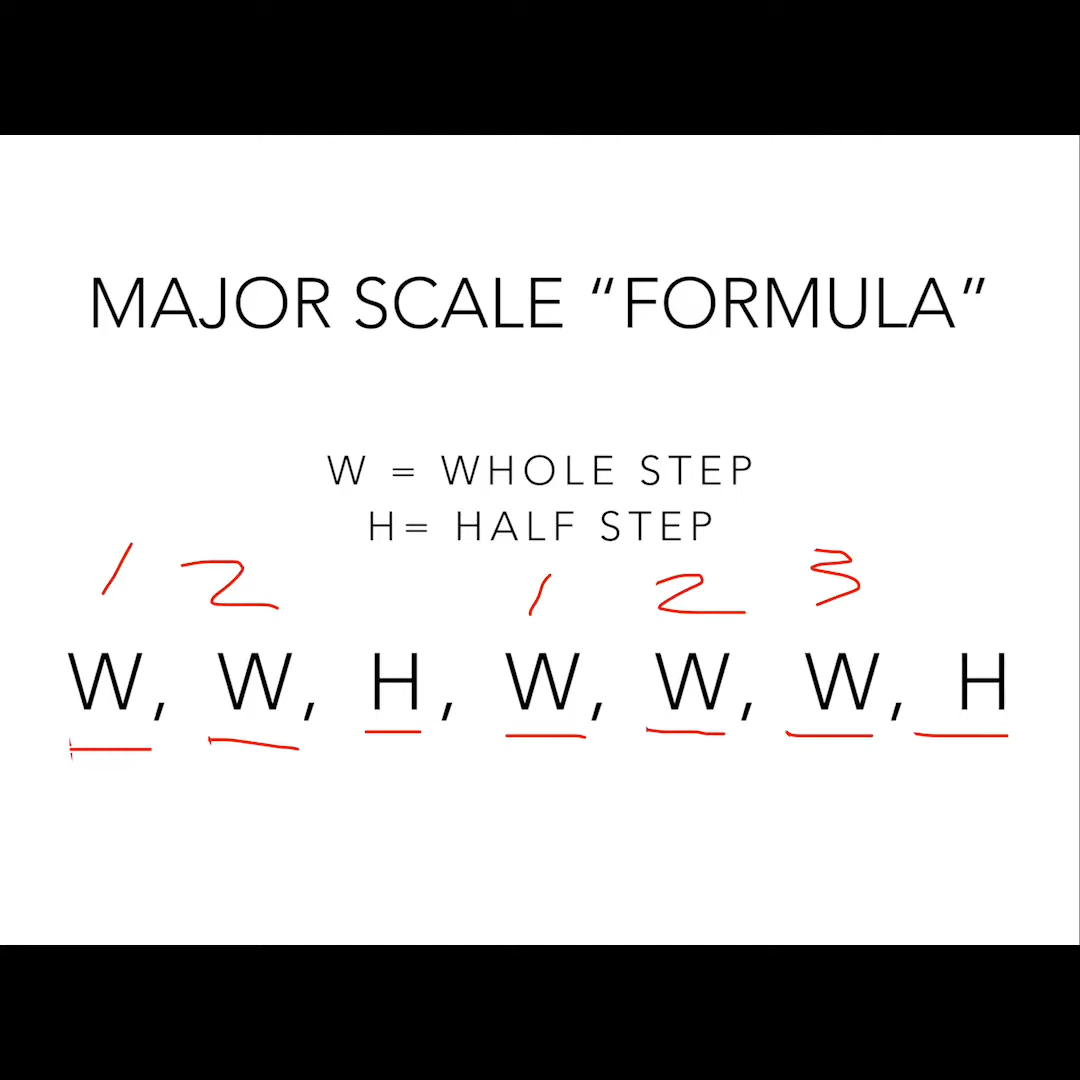 MAJOR SCALE “FORMULA”
W = WHOLE STEP
H= HALF STEP
1 2 1 2 3
W, W, H, W, W, W, H